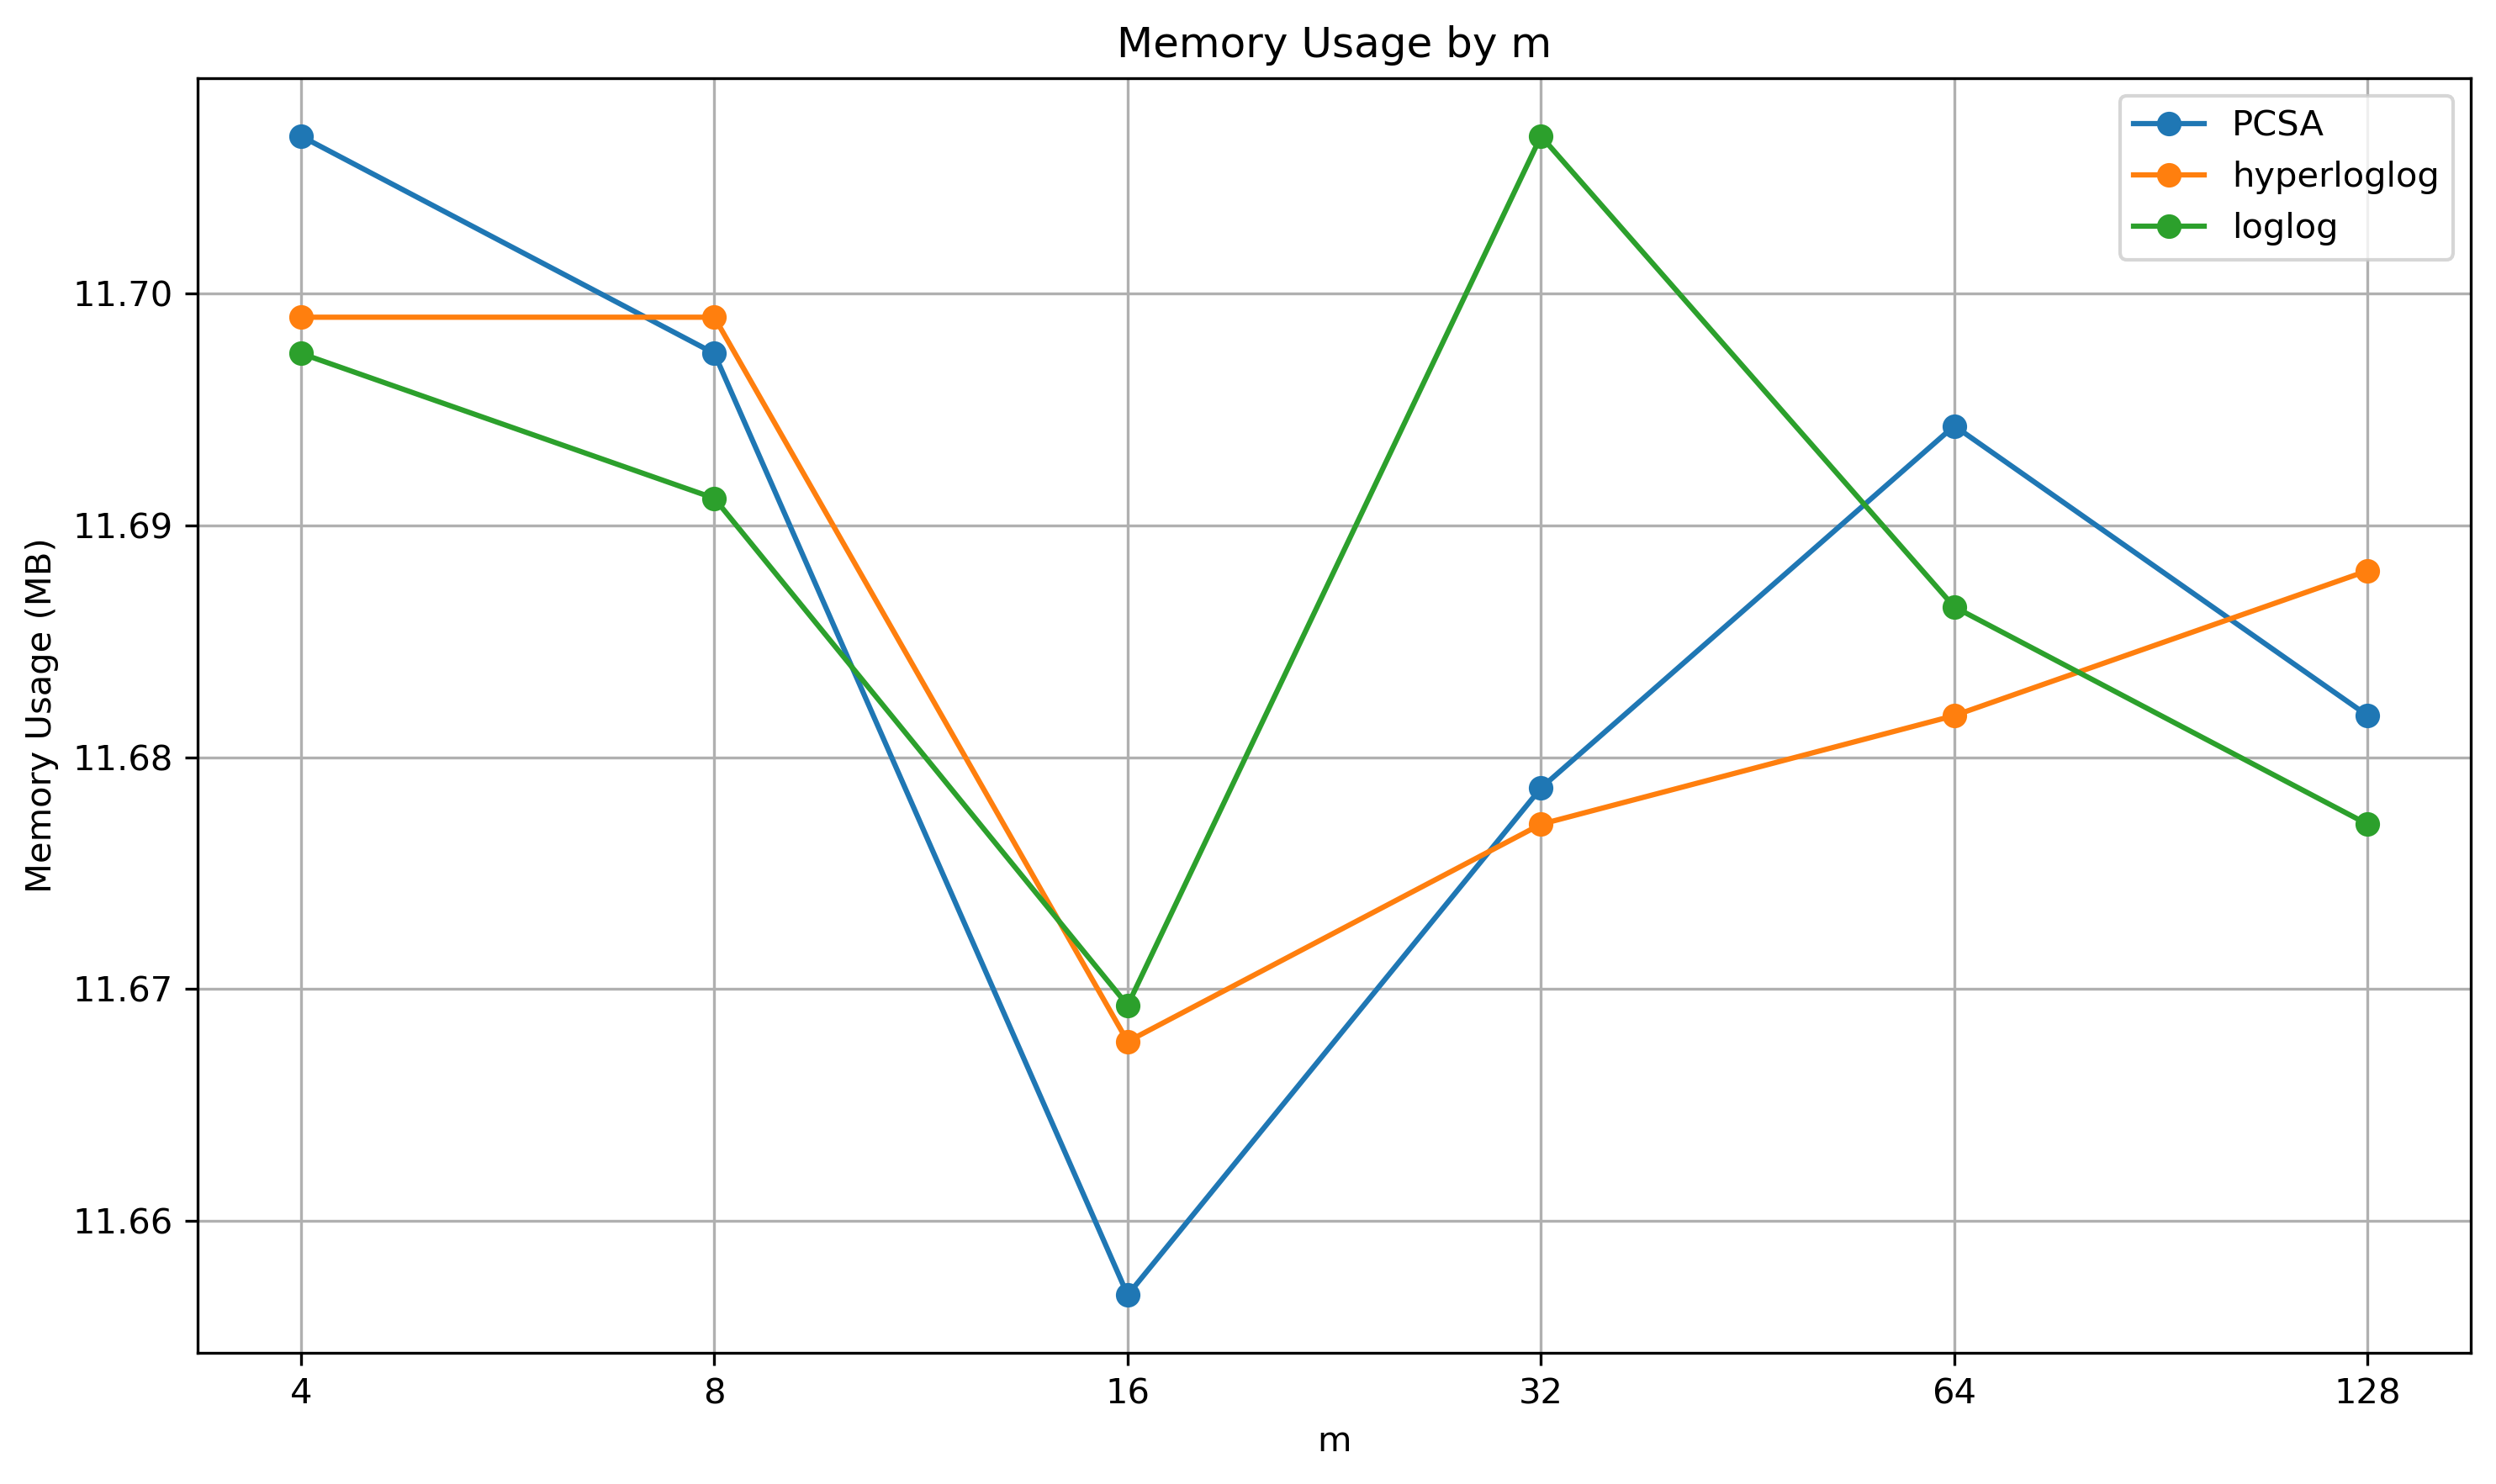 Memory Usage by m
PCSA
hyperloglog
loglog
Memory Usage (MB)
11.70
11.69
11.68
11.67
11.66
4
8
16
32
64
128
m